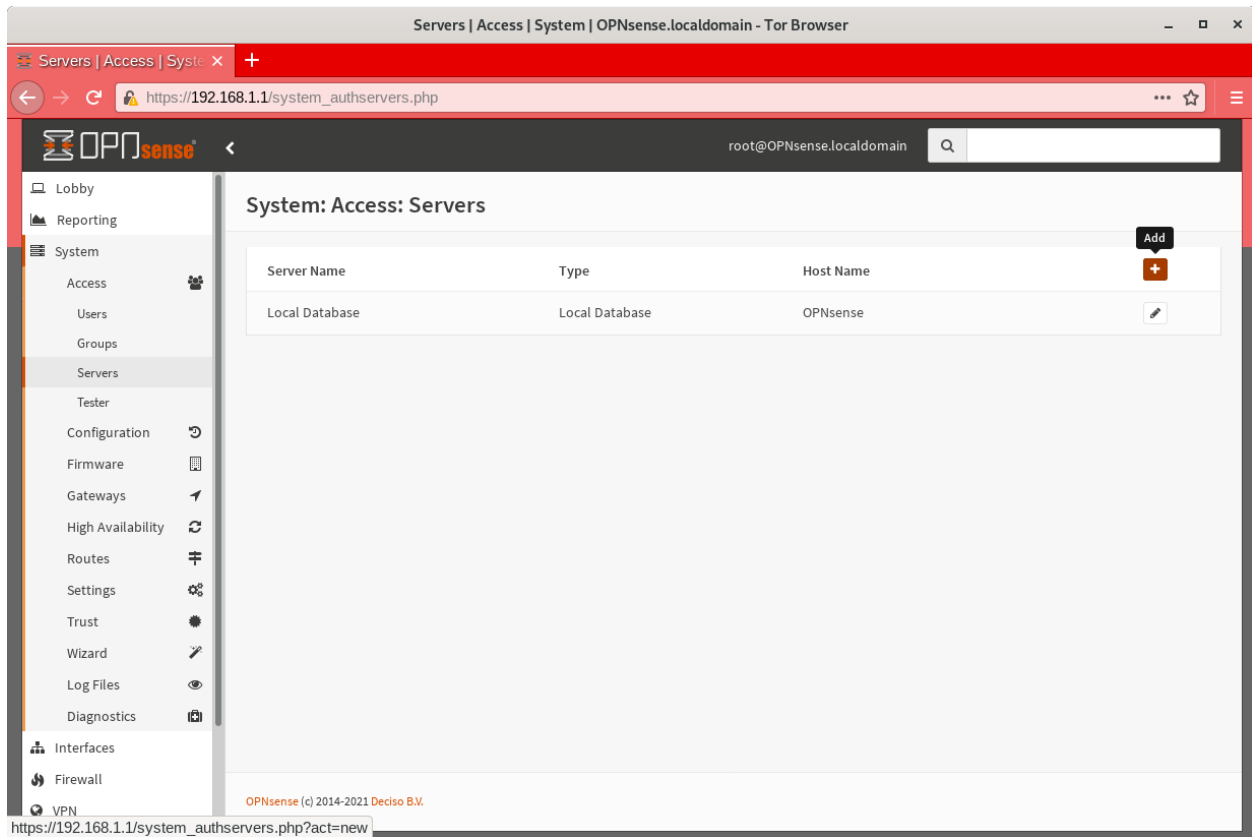 Servers | Access | System | OPNsense.localdomain - Tor Browser
Servers | Access | Syste
https://192.168.1.1/system_authservers.php
OPNsense
root@OPNsense.localdomain
Lobby
Reporting
System
Access
Users
Groups
Servers
Tester
Configuration
Firmware
Gateways
High Availability
Routes
Settings
Trust
Wizard
Log Files
Diagnostics
Interfaces
Firewall
VPN
System: Access: Servers
Add
Server Name Type Host Name
Local Database Local Database OPNsense
OPNsense (c) 2014-2021 Deciso B.V.
https://192.168.1.1/system_authservers.php?act=new